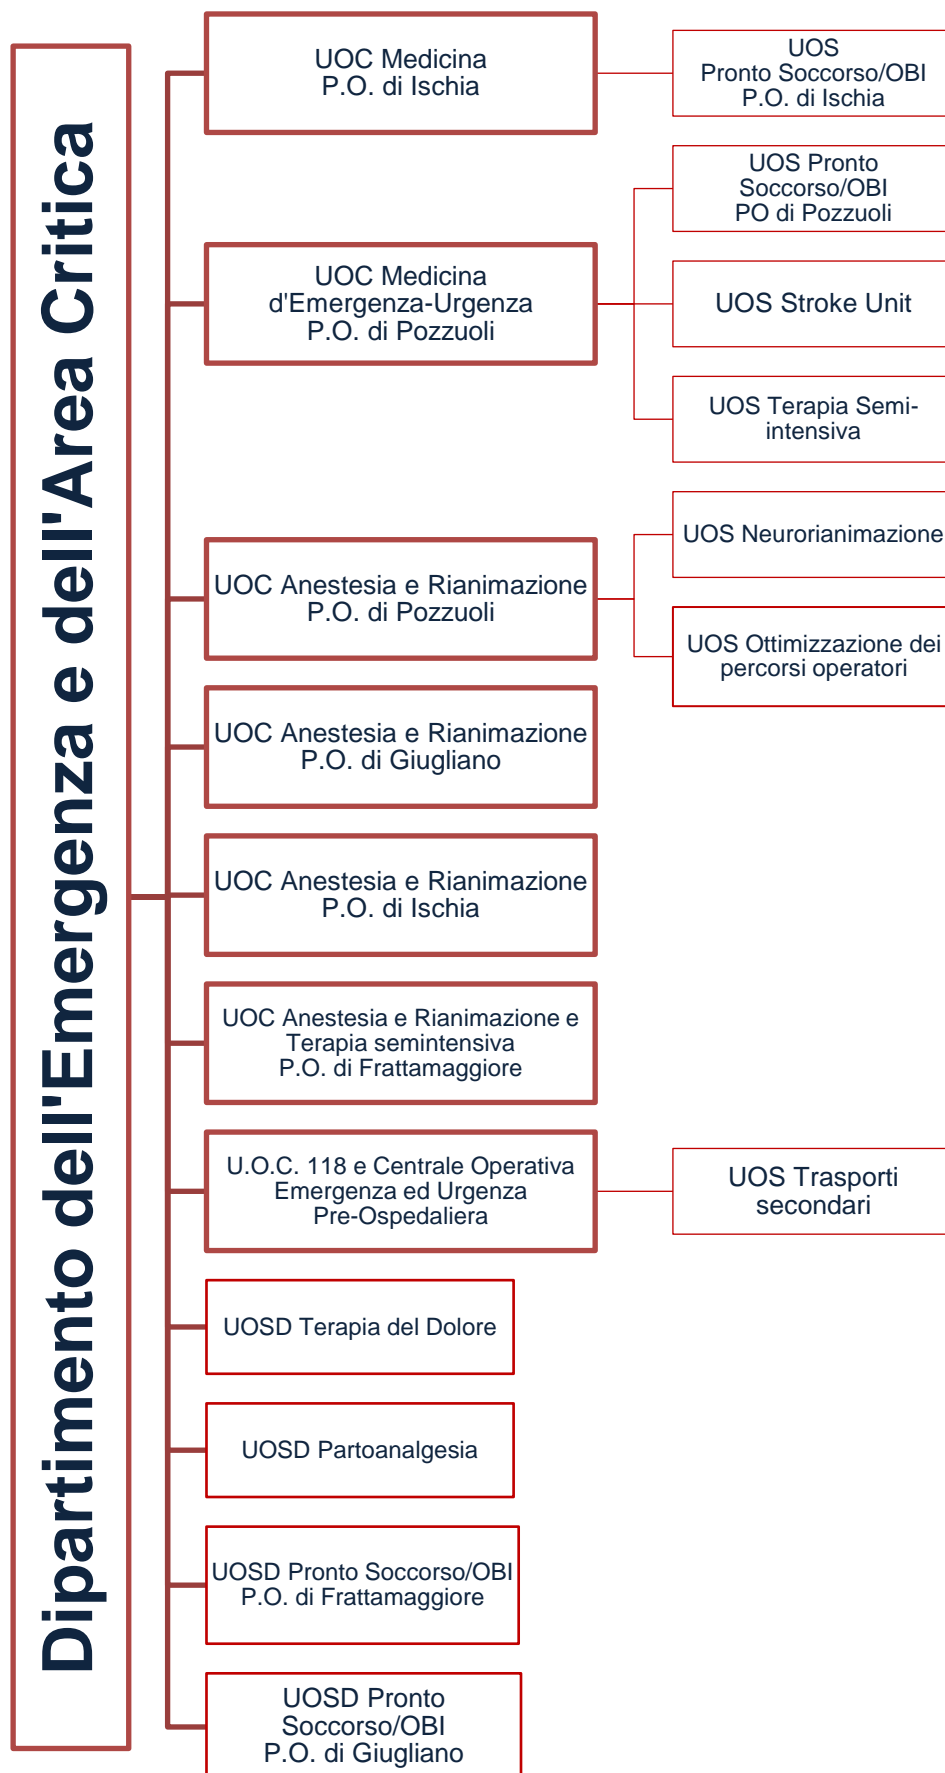 Dipartimento dell'Emergenza e dell'Area Critica
UOC Medicina
P.O. di Ischia
UOS
Pronto Soccorso/OBI
P.O. di Ischia
UOC Medicina
d'Emergenza-Urgenza
P.O. di Pozzuoli
UOS Pronto
Soccorso/OBI
PO di Pozzuoli
UOS Stroke Unit
UOS Terapia Semi-
intensiva
UOC Anestesia e Rianimazione
P.O. di Pozzuoli
UOS Neurorianimazione
UOS Ottimizzazione dei
percorsi operatori
UOC Anestesia e Rianimazione
P.O. di Giugliano
UOC Anestesia e Rianimazione
P.O. di Ischia
UOC Anestesia e Rianimazione e
Terapia semintensiva
P.O. di Frattamaggiore
U.O.C. 118 e Centrale Operativa
Emergenza ed Urgenza
Pre-Ospedaliera
UOS Trasporti
secondari
UOSD Terapia del Dolore
UOSD Partoanalgesia
UOSD Pronto Soccorso/OBI
P.O. di Frattamaggiore
UOSD Pronto
Soccorso/OBI
P.O. di Giugliano